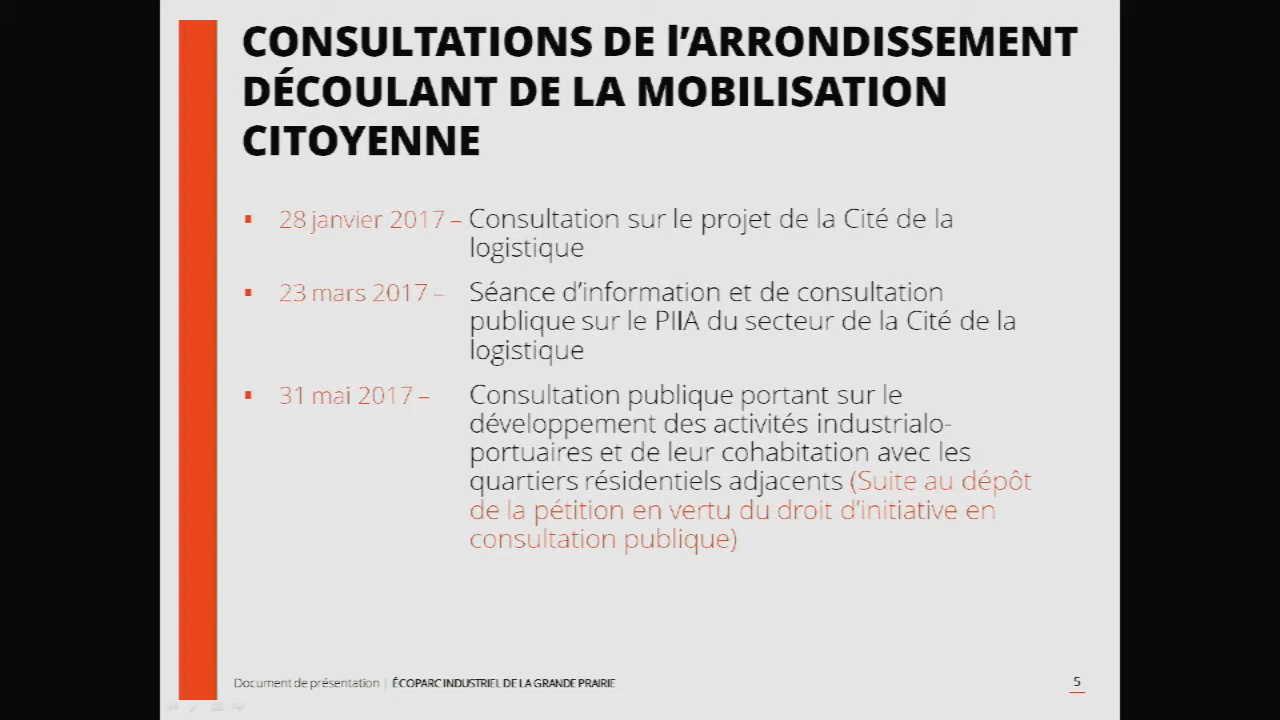 CONSULTATIONS DE l'ARRONDISSEMENT
DÉCOULANT DE LA MOBILISATION
CITOYENNE
▪ 28 janvier 2017 – Consultation sur le projet de la Cité de la
logistique
▪ 23 mars 2017 – Séance d'information et de consultation
publique sur le PIIA du secteur de la Cité de la
logistique
▪ 31 mai 2017 – Consultation publique portant sur le
développement des activités industrialo-
portuaires et de leur cohabitation avec les
quartiers résidentiels adjacents (Suite au dépôt
de la pétition en vertu du droit d'initiative en
consultation publique)
Document de présentation | ÉCOPARC INDUSTRIEL DE LA GRANDE PRAIRIE 5